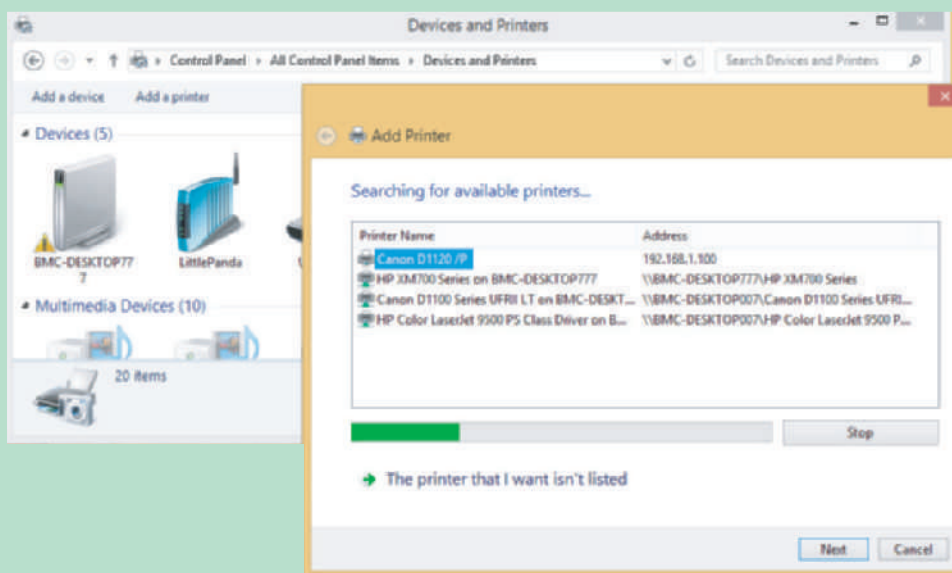 Devices and Printers
Control Panel › All Control Panel Items › Devices and Printers
Search Devices and Printers
Add a device
Add a printer
Devices (5)
BMC-DESKTOP77
7
LittlePanda
Multimedia Devices (10)
20 items
Add Printer
Searching for available printers...
Printer Name Address
Canon D1120 /P 192.168.1.100
HP XM700 Series on BMC-DESKTOP777 \\BMC-DESKTOP777\HP XM700 Series
Canon D1100 Series UFRII LT on BMC-DESKT... \\BMC-DESKTOP007\Canon D1100 Series UFRI...
HP Color LaserJet 9500 PS Class Driver on B... \\BMC-DESKTOP007\HP Color LaserJet 9500 P...
Stop
The printer that I want isn't listed
Next Cancel